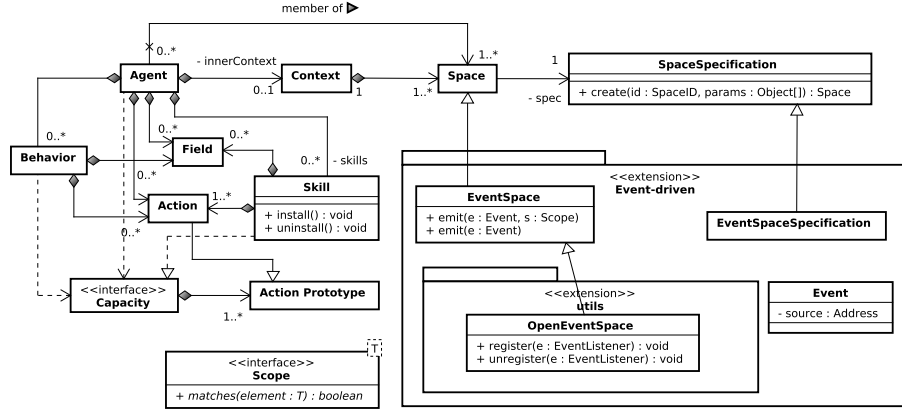 member of
0..*
1..*
Agent
- innerContext
0..1
Context
1
1..*
Space
1
- spec
SpaceSpecification
+ create(id : SpaceID, params : Object[]) : Space
0..*
Behavior
0..*
Field
0..*
0..*
- skills
<<extension>>
Event-driven
0..*
Action
1..*
Skill
+ install() : void
+ uninstall() : void
EventSpace
+ emit(e : Event, s : Scope)
+ emit(e : Event)
EventSpaceSpecification
0..*
<<interface>>
Capacity
1..*
Action Prototype
<<extension>>
utils
OpenEventSpace
+ register(e : EventListener) : void
+ unregister(e : EventListener) : void
Event
- source : Address
T
<<interface>>
Scope
+ matches(element : T) : boolean